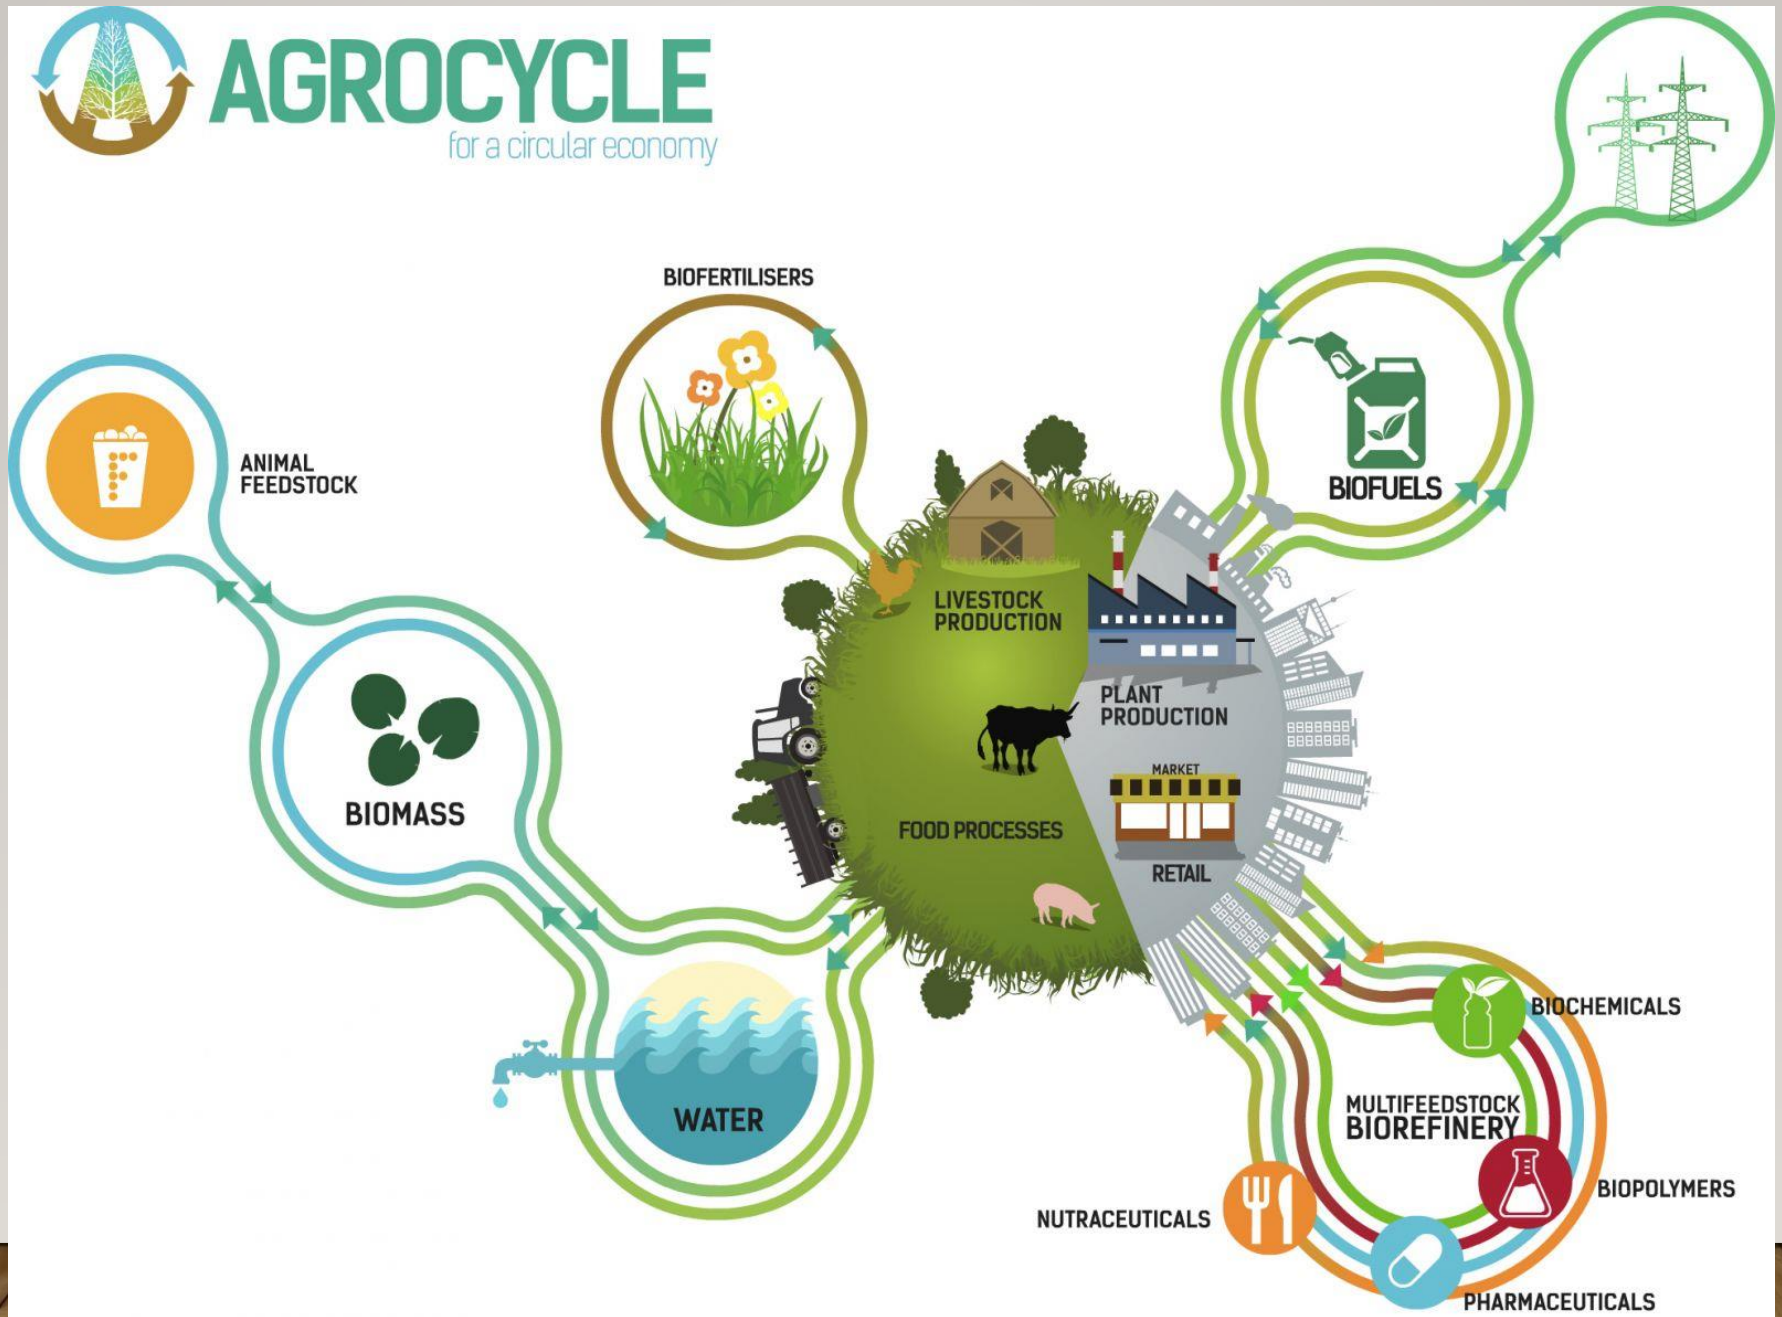 AGROCYCLE
for a circular economy
BIOFERTILISERS
ANIMAL
FEEDSTOCK
BIOFUELS
LIVESTOCK
PRODUCTION
PLANT
PRODUCTION
MARKET
BIOMASS
FOOD PROCESSES
RETAIL
WATER
BIOCHEMICALS
MULTIFEEDSTOCK
BIOREFINERY
BIOPOLYMERS
NUTRACEUTICALS
PHARMACEUTICALS